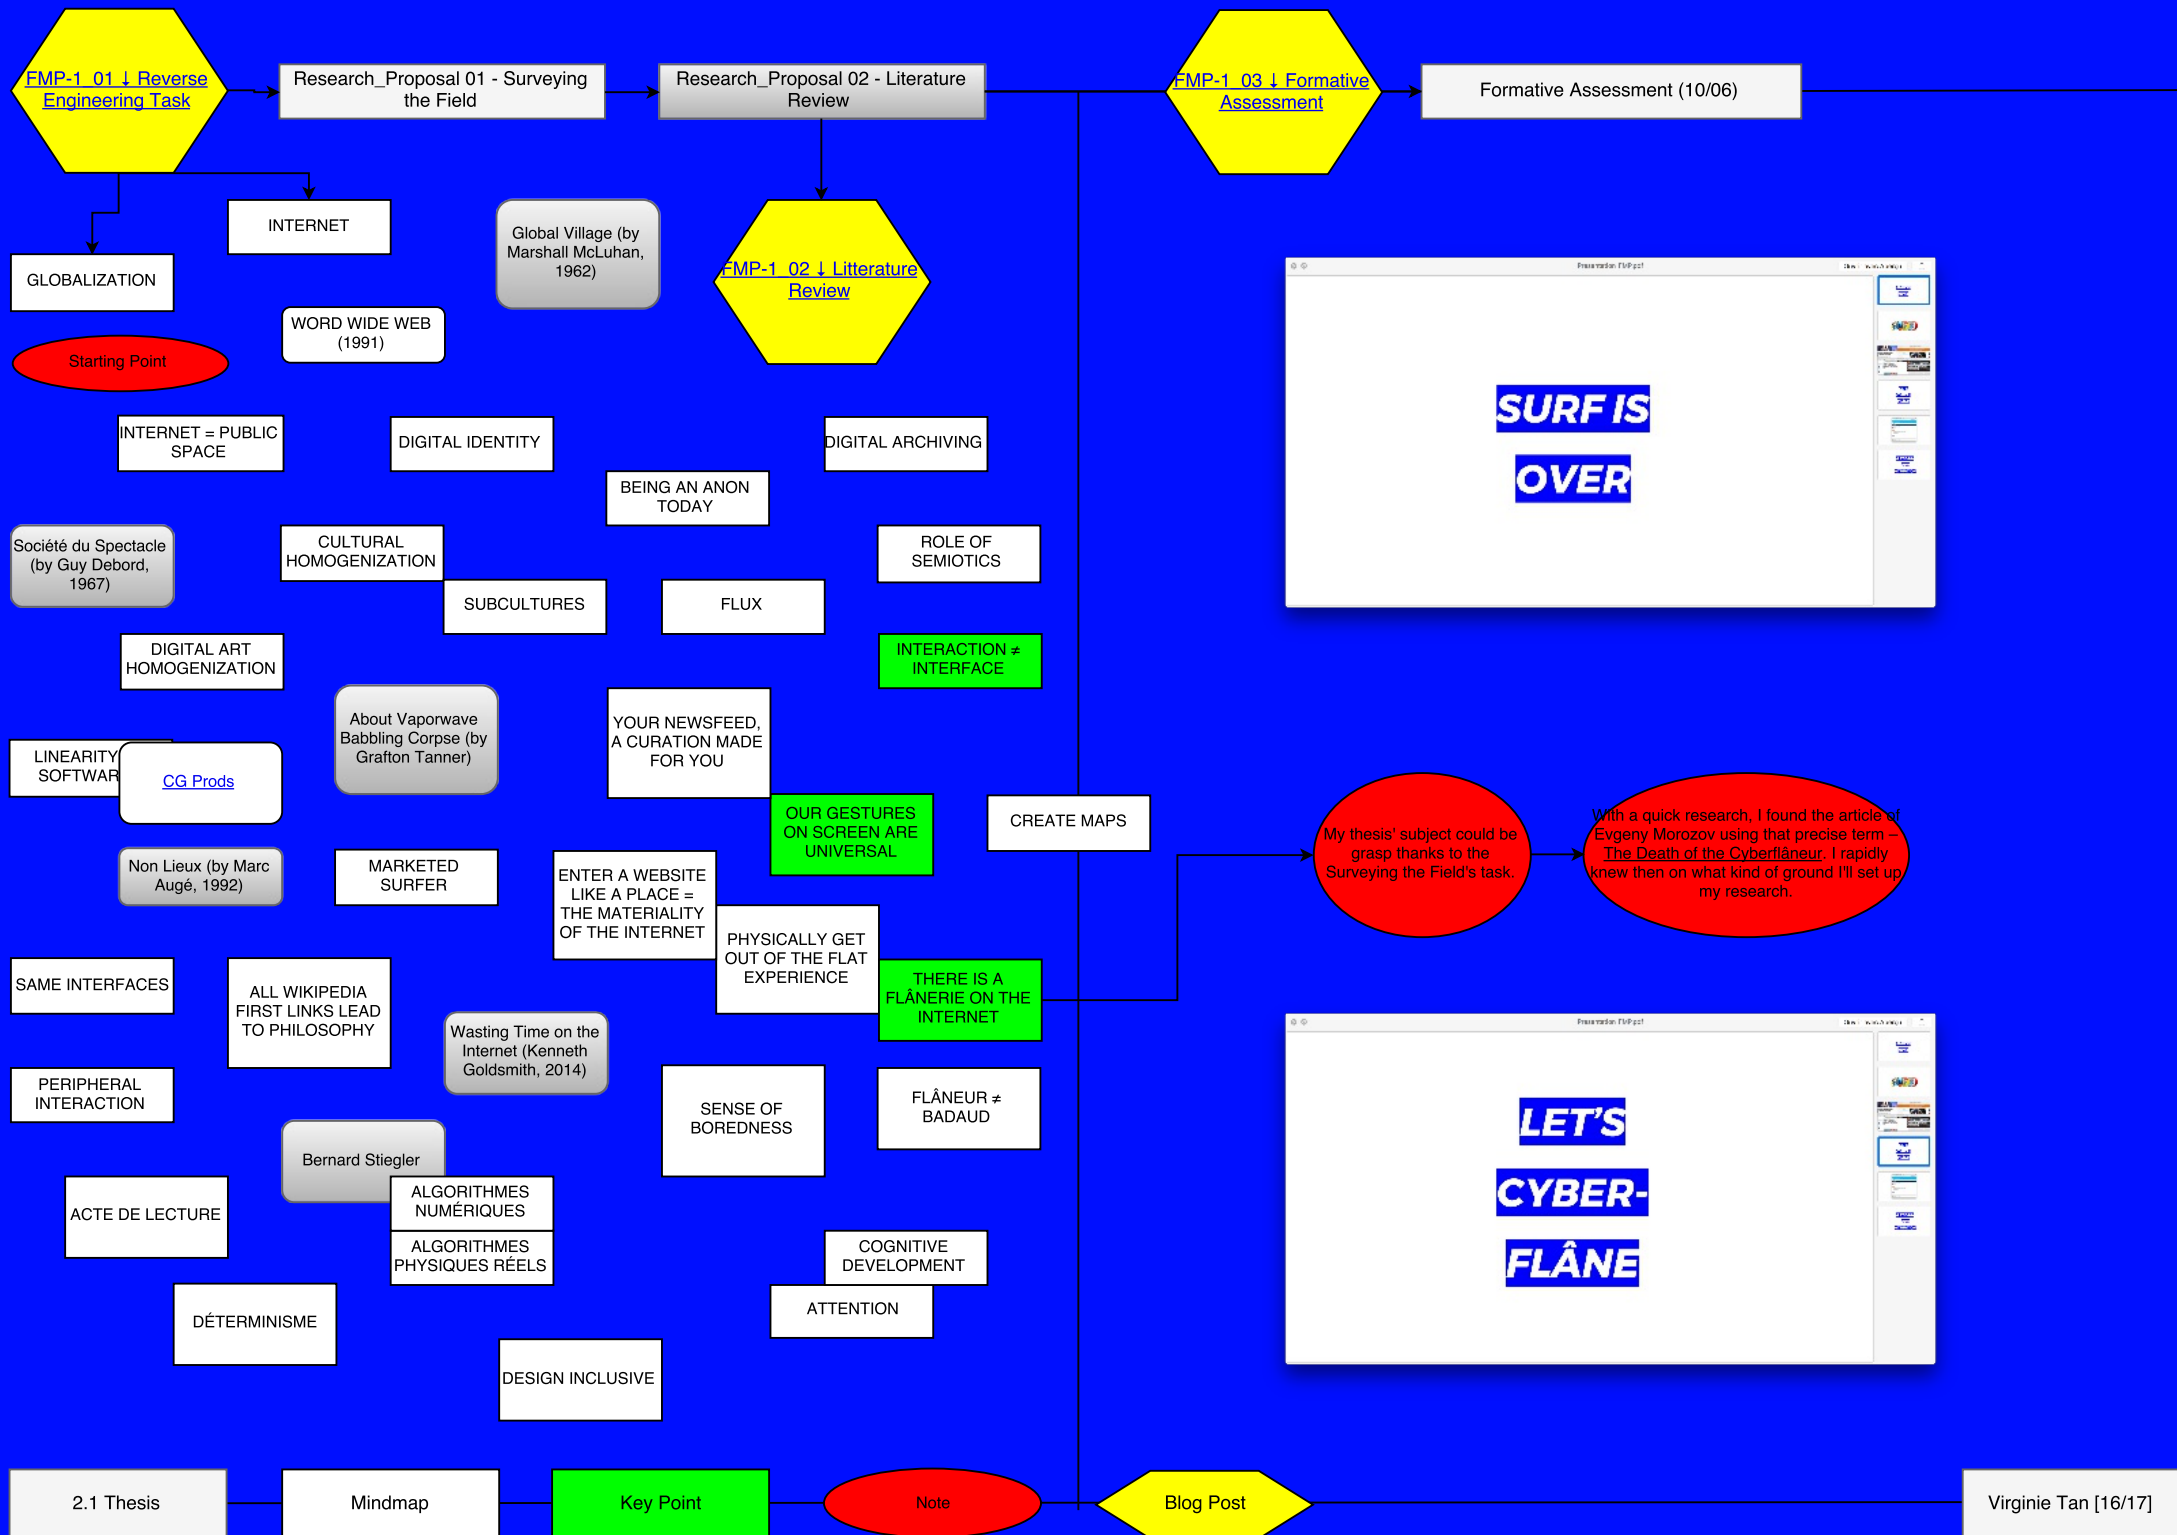 FMP-1_01 ↓ Reverse
Engineering Task
Research_Proposal 01 - Surveying
the Field
Research_Proposal 02 - Literature
Review
FMP-1_03 ↓ Formative
Assessment
Formative Assessment (10/06)
INTERNET
GLOBALIZATION
Global Village (by
Marshall McLuhan,
1962)
FMP-1_02 ↓ Litterature
Review
WORD WIDE WEB
(1991)
Starting Point
Presentation FMP.pdf
SURF IS
OVER
INTERNET = PUBLIC
SPACE
DIGITAL IDENTITY
DIGITAL ARCHIVING
BEING AN ANON
TODAY
Société du Spectacle
(by Guy Debord,
1967)
CULTURAL
HOMOGENIZATION
ROLE OF
SEMIOTICS
SUBCULTURES
FLUX
DIGITAL ART
HOMOGENIZATION
INTERACTION ≠
INTERFACE
About Vaporwave
Babbling Corpse (by
Grafton Tanner)
YOUR NEWSFEED,
A CURATION MADE
FOR YOU
LINEARITY
SOFTWAR
CG Prods
OUR GESTURES
ON SCREEN ARE
UNIVERSAL
CREATE MAPS
My thesis' subject could be
grasp thanks to the
Surveying the Field's task.
With a quick research, I found the article of
Evgeny Morozov using that precise term –
The Death of the Cyberflâneur. I rapidly
knew then on what kind of ground I'll set up
my research.
Non Lieux (by Marc
Augé, 1992)
MARKETED
SURFER
ENTER A WEBSITE
LIKE A PLACE =
THE MATERIALITY
OF THE INTERNET
PHYSICALLY GET
OUT OF THE FLAT
EXPERIENCE
THERE IS A
FLÂNERIE ON THE
INTERNET
SAME INTERFACES
ALL WIKIPEDIA
FIRST LINKS LEAD
TO PHILOSOPHY
Wasting Time on the
Internet (Kenneth
Goldsmith, 2014)
PERIPHERAL
INTERACTION
SENSE OF
BOREDNESS
FLÂNEUR ≠
BADAUD
Presentation FMP.pdf
LET'S
CYBER-
FLÂNE
Bernard Stiegler
ACTE DE LECTURE
ALGORITHMES
NUMÉRIQUES
ALGORITHMES
PHYSIQUES RÉELS
COGNITIVE
DEVELOPMENT
ATTENTION
DÉTERMINISME
DESIGN INCLUSIVE
2.1 Thesis
Mindmap
Key Point
Note
Blog Post
Virginie Tan [16/17]